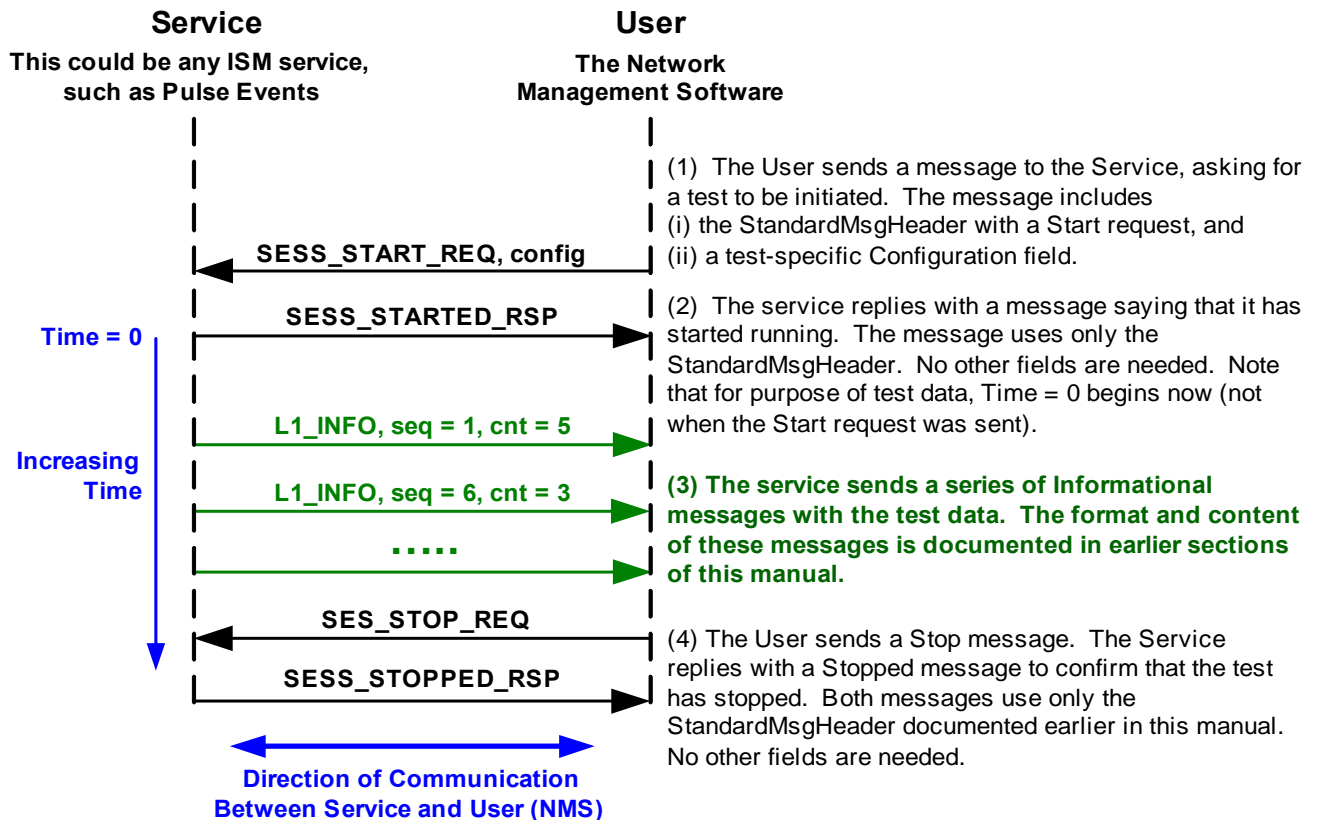 Service
This could be any ISM service,
such as Pulse Events
User
The Network
Management Software
(1) The User sends a message to the Service, asking for
a test to be initiated. The message includes
(i) the StandardMsgHeader with a Start request, and
(ii) a test-specific Configuration field.
SESS_START_REQ, config
SESS_STARTED_RSP
Time = 0
(2) The service replies with a message saying that it has
started running. The message uses only the
StandardMsgHeader. No other fields are needed. Note
that for purpose of test data, Time = 0 begins now (not
when the Start request was sent).
L1_INFO, seq = 1, cnt = 5
Increasing
Time
L1_INFO, seq = 6, cnt = 3
.....
(3) The service sends a series of Informational
messages with the test data. The format and content
of these messages is documented in earlier sections
of this manual.
SES_STOP_REQ
SESS_STOPPED_RSP
(4) The User sends a Stop message. The Service
replies with a Stopped message to confirm that the test
has stopped. Both messages use only the
StandardMsgHeader documented earlier in this manual.
No other fields are needed.
Direction of Communication
Between Service and User (NMS)